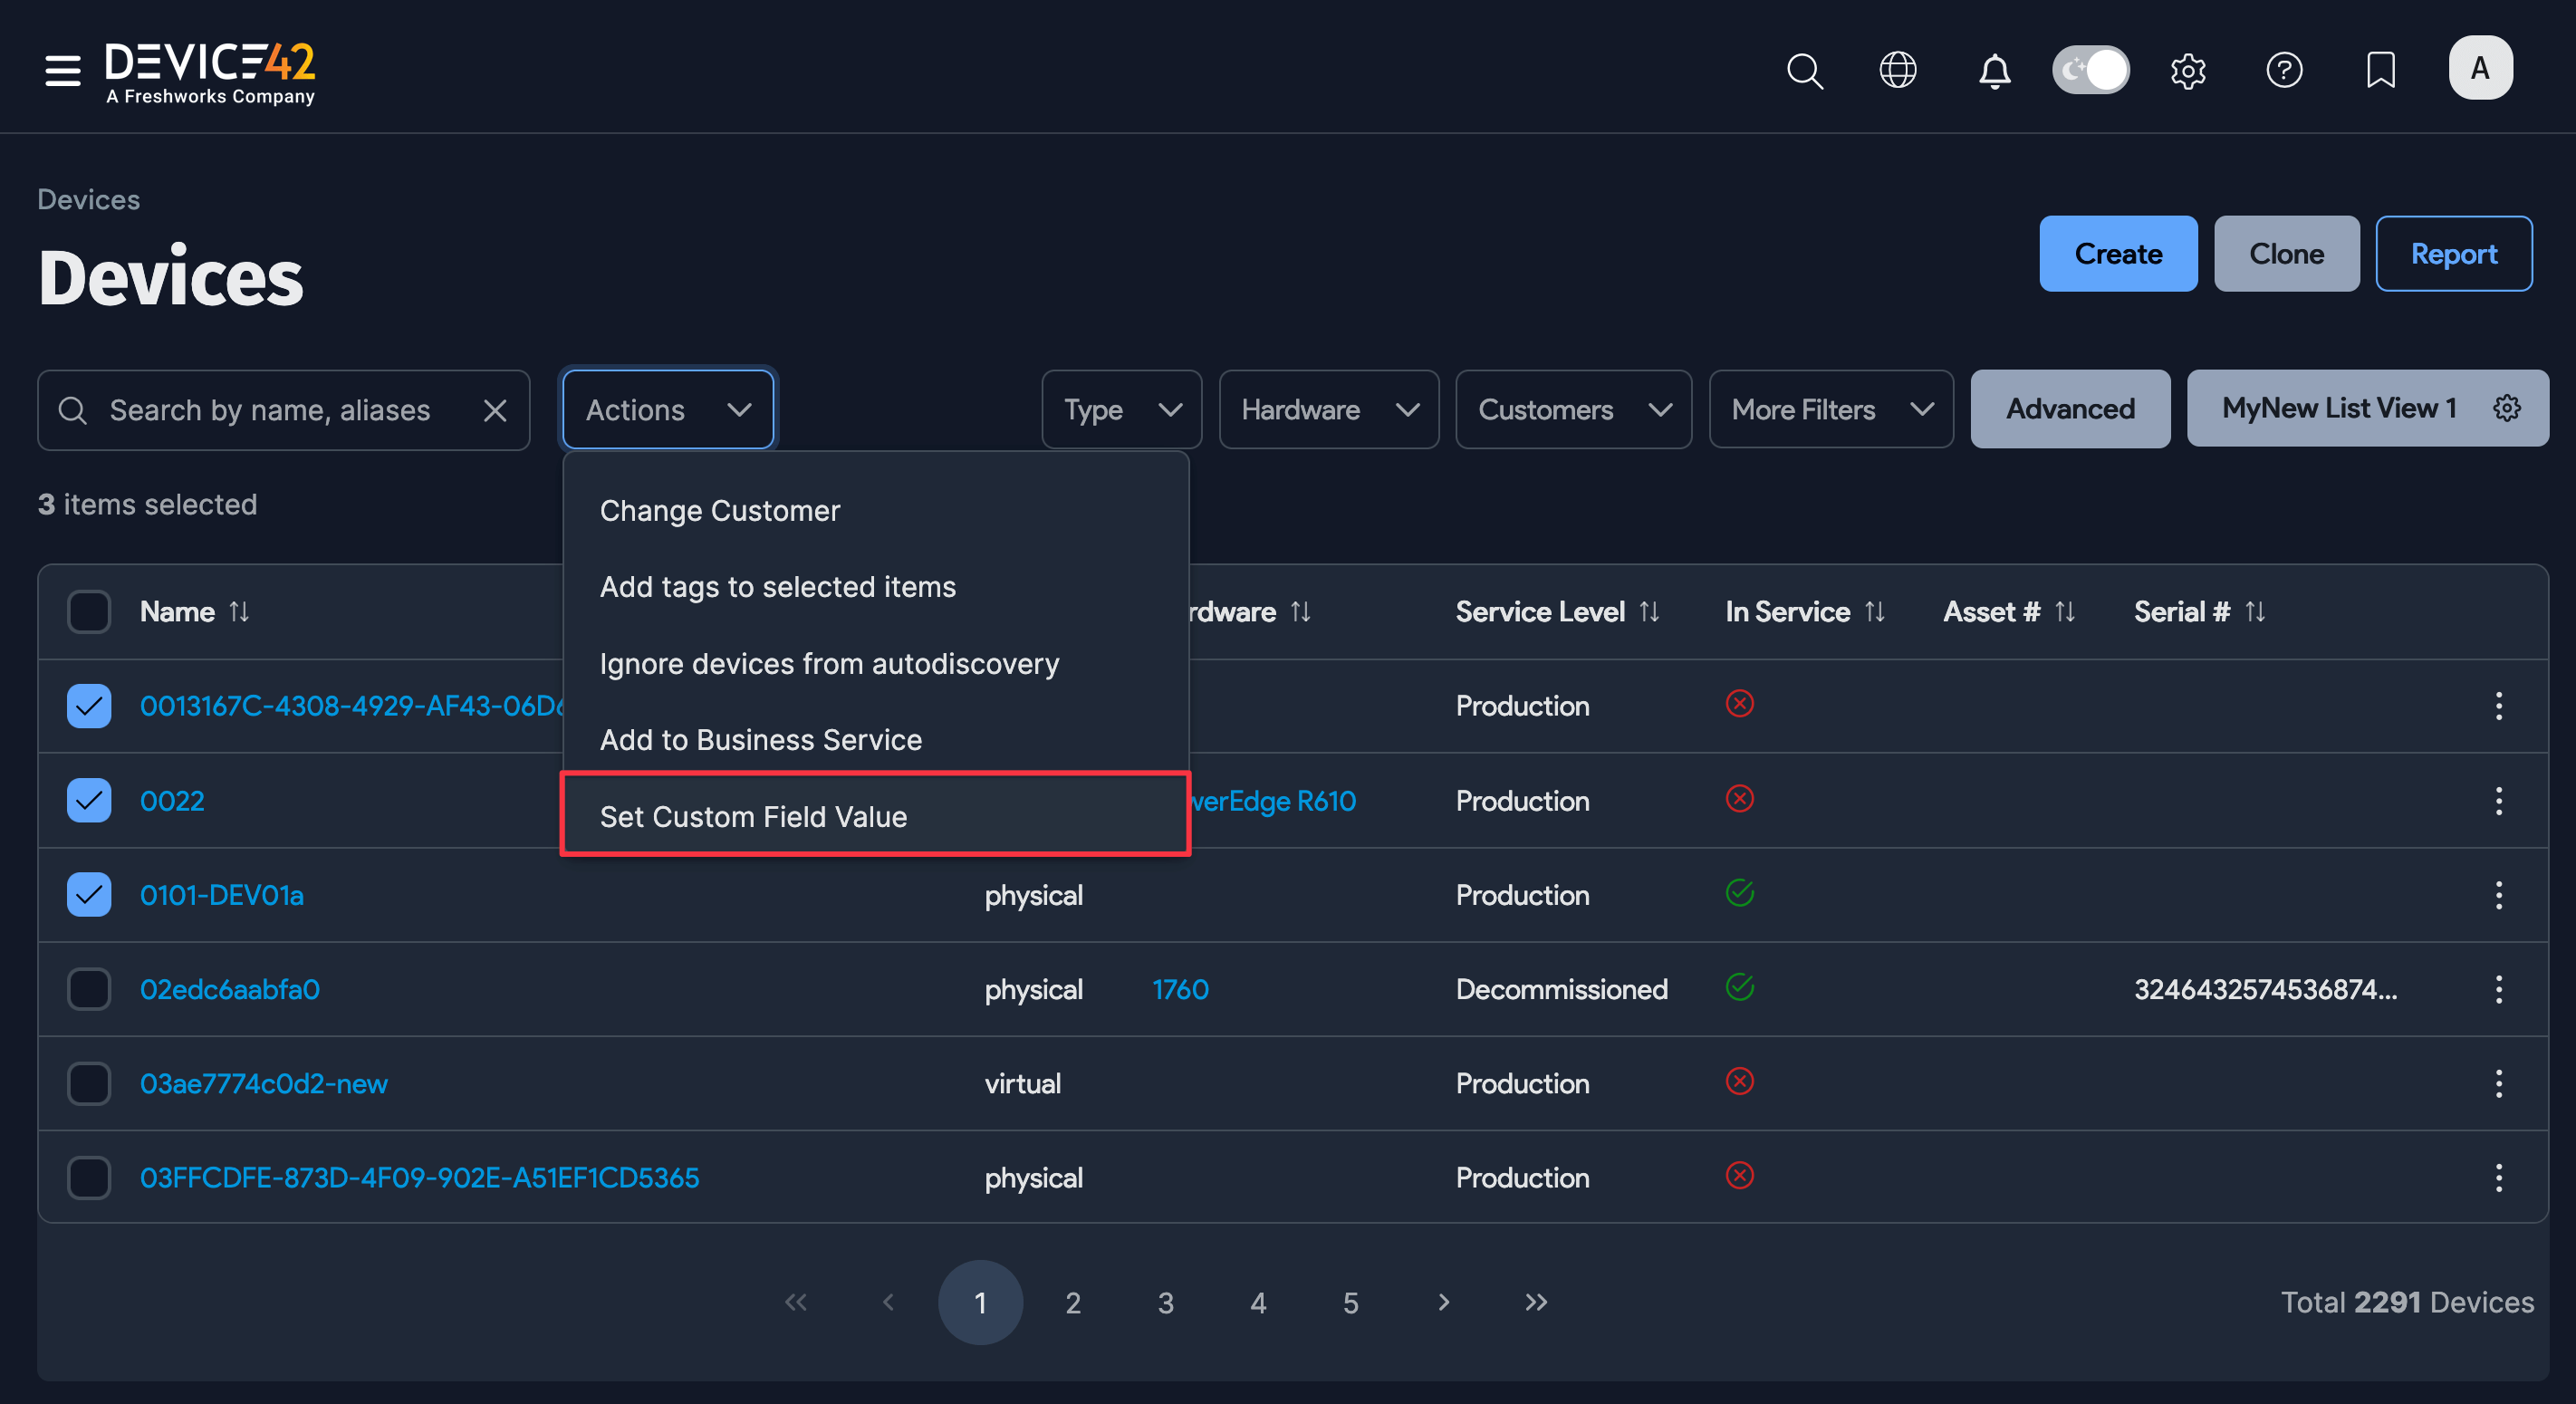 DEVICE42
A Freshworks Company
A
Devices
Devices
Create
Clone
Report
Search by name, aliases
Actions
Type
Hardware
Customers
More Filters
Advanced
MyNew List View 1
3 items selected
Change Customer
Add tags to selected items
Ignore devices from autodiscovery
Add to Business Service
Set Custom Field Value
Name rdware Service Level In Service Asset # Serial #
0013167C-4308-4929-AF43-06D6 Production
0022 werEdge R610 Production
0101-DEV01a physical Production
02edc6aabfa0 physical 1760 Decommissioned 3246432574536874...
03ae7774c0d2-new virtual Production
03FFCDFE-873D-4F09-902E-A51EF1CD5365 physical Production
« ‹ 1 2 3 4 5 › »
Total 2291 Devices